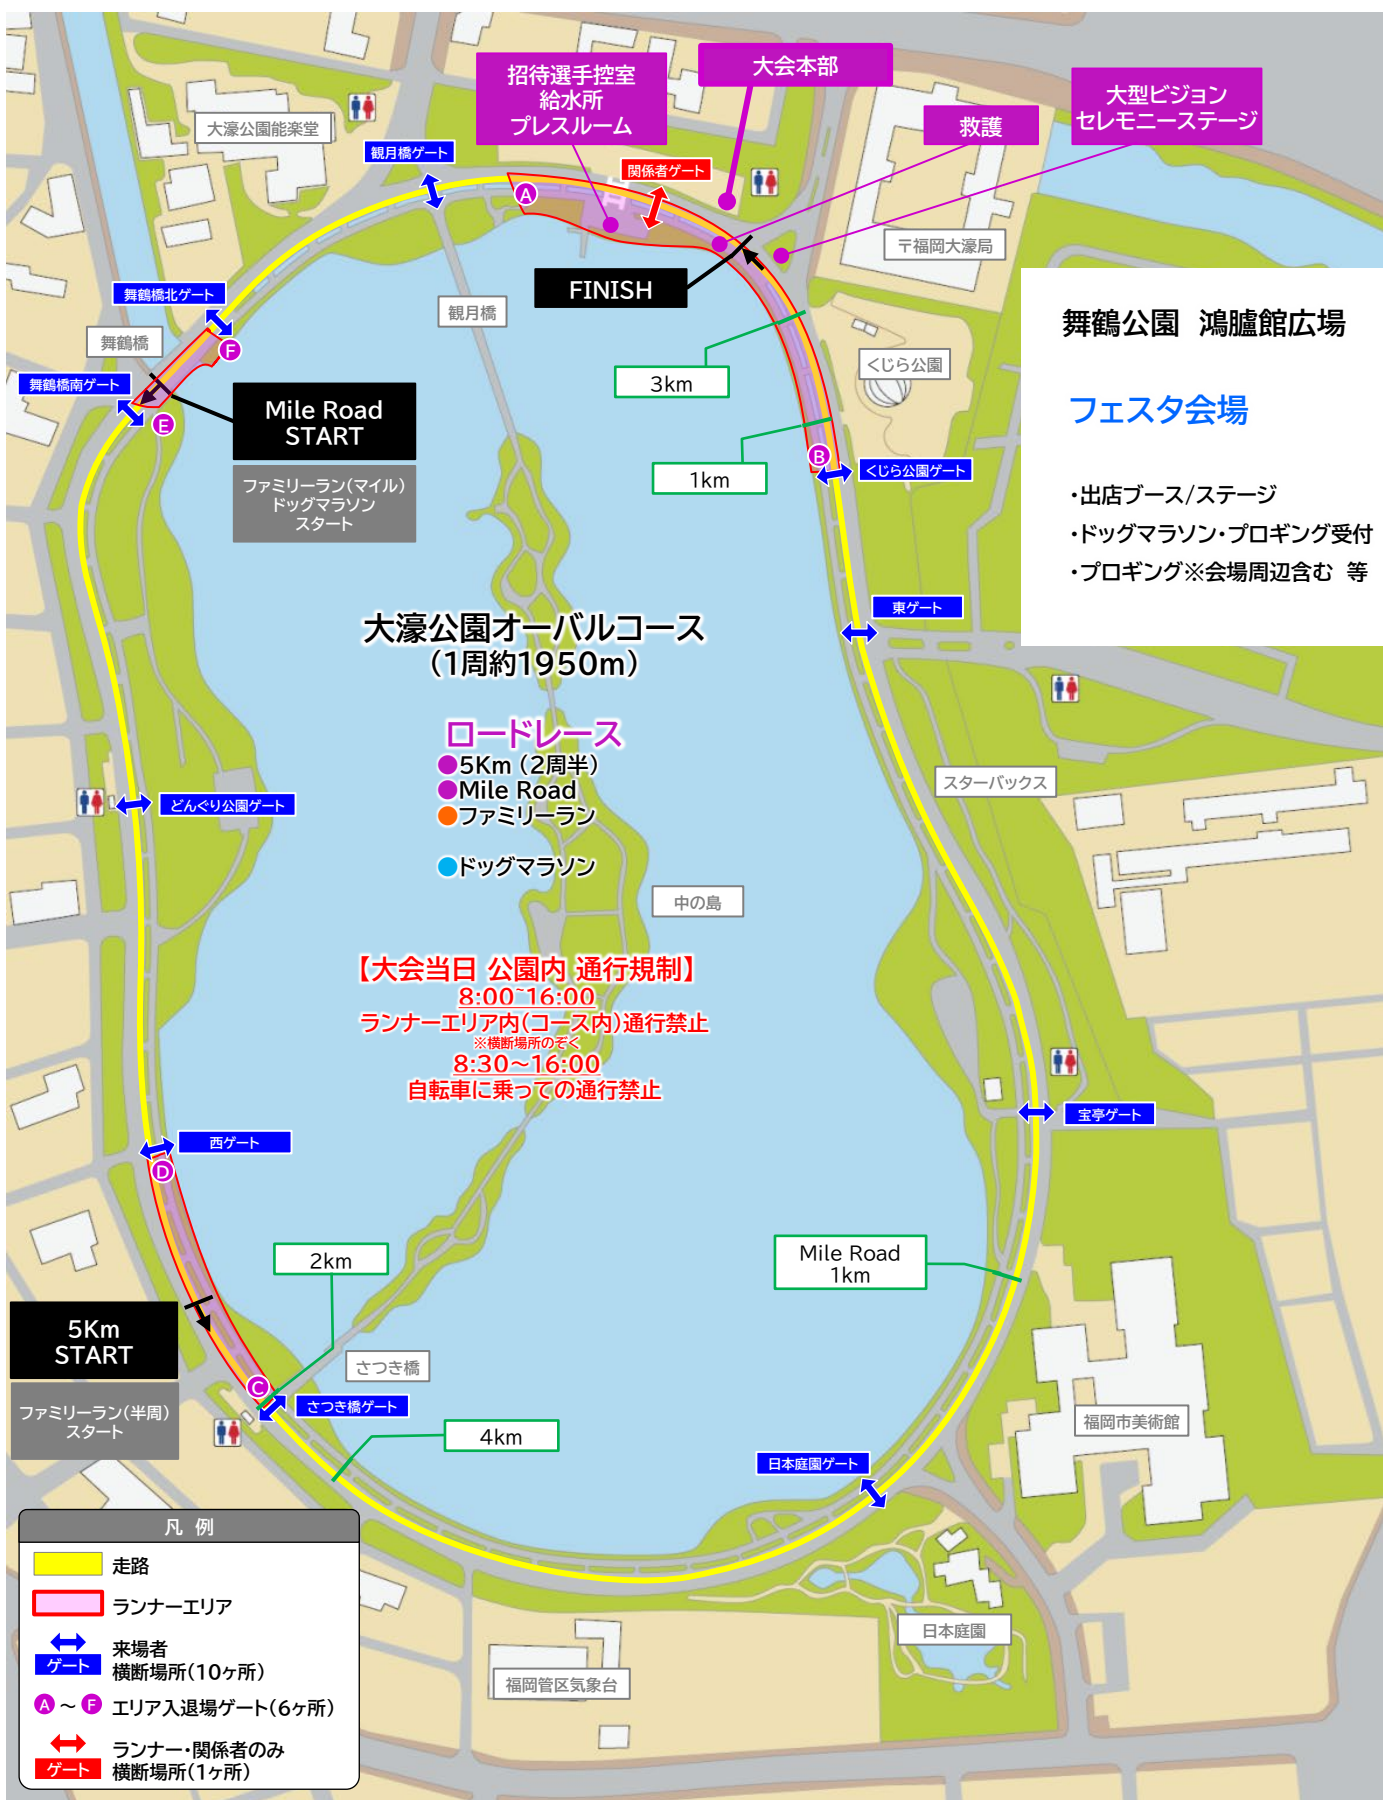 招待選手控室
給水所
プレスルーム
大会本部
救護
大型ビジョン
セレモニーステージ
大濠公園能楽堂
観月橋ゲート
関係者ゲート
A
〒福岡大濠局
FINISH
舞鶴橋北ゲート
観月橋
舞鶴橋
F
舞鶴橋南ゲート
E
Mile Road
START
ファミリーラン(マイル)
ドッグマラソン
スタート
3km
くじら公園
1km
B
くじら公園ゲート
舞鶴公園 鴻臚館広場
フェスタ会場
・出店ブース/ステージ
・ドッグマラソン・プロギング受付
・プロギング※会場周辺含む 等
東ゲート
大濠公園オーバルコース
(1周約1950m)
ロードレース
●5Km (2周半)
●Mile Road
●ファミリーラン
●ドッグマラソン
スターバックス
どんぐり公園ゲート
中の島
【大会当日 公園内 通行規制】
8:00~16:00
ランナーエリア内(コース内)通行禁止
※横断場所のぞく
8:30～16:00
自転車に乗っての通行禁止
宝亭ゲート
西ゲート
D
2km
Mile Road
1km
5Km
START
ファミリーラン(半周)
スタート
さつき橋
C
さつき橋ゲート
4km
福岡市美術館
日本庭園ゲート
日本庭園
福岡管区気象台
凡 例
走路
ランナーエリア
ゲート
来場者
横断場所(10ヶ所)
A ～ F エリア入退場ゲート(6ヶ所)
ゲート
ランナー・関係者のみ
横断場所(1ヶ所)